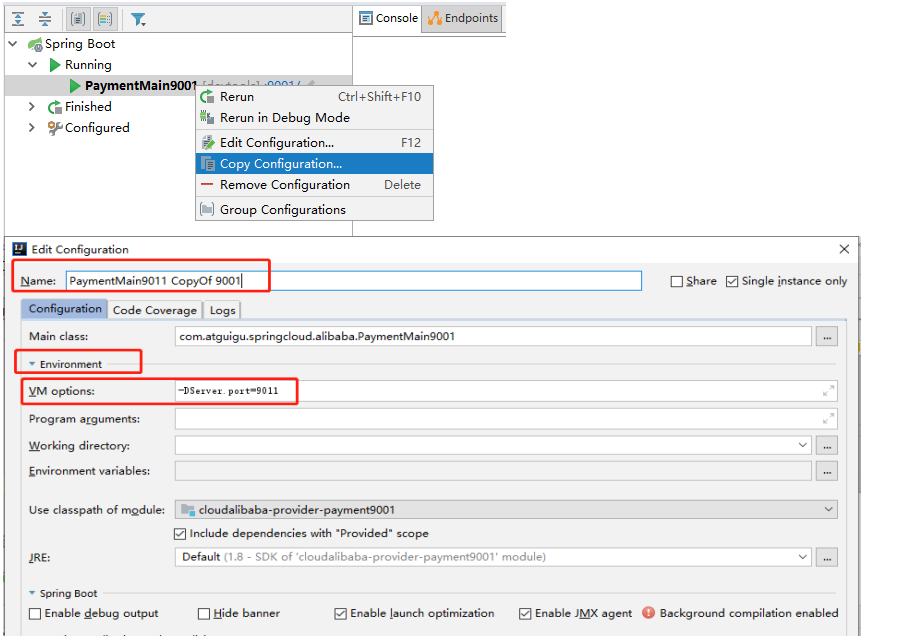 Console Endpoints
Spring Boot
Running
PaymentMain9001 [devtools] :9001/
Finished
Configured
Rerun Ctrl+Shift+F10
Rerun in Debug Mode
Edit Configuration... F12
Copy Configuration...
Remove Configuration Delete
Group Configurations
Edit Configuration
Name: PaymentMain9011 CopyOf 9001 Share Single instance only
Configuration Code Coverage Logs
Main class: com.atguigu.springcloud.alibaba.PaymentMain9001 ...
Environment
VM options: -DServer.port=9011
Program arguments:
Working directory: ...
Environment variables: ...
Use classpath of module: cloudalibaba-provider-payment9001
Include dependencies with "Provided" scope
JRE: Default (1.8 - SDK of 'cloudalibaba-provider-payment9001' module) ...
Spring Boot
Enable debug output Hide banner Enable launch optimization Enable JMX agent Background compilation enabled